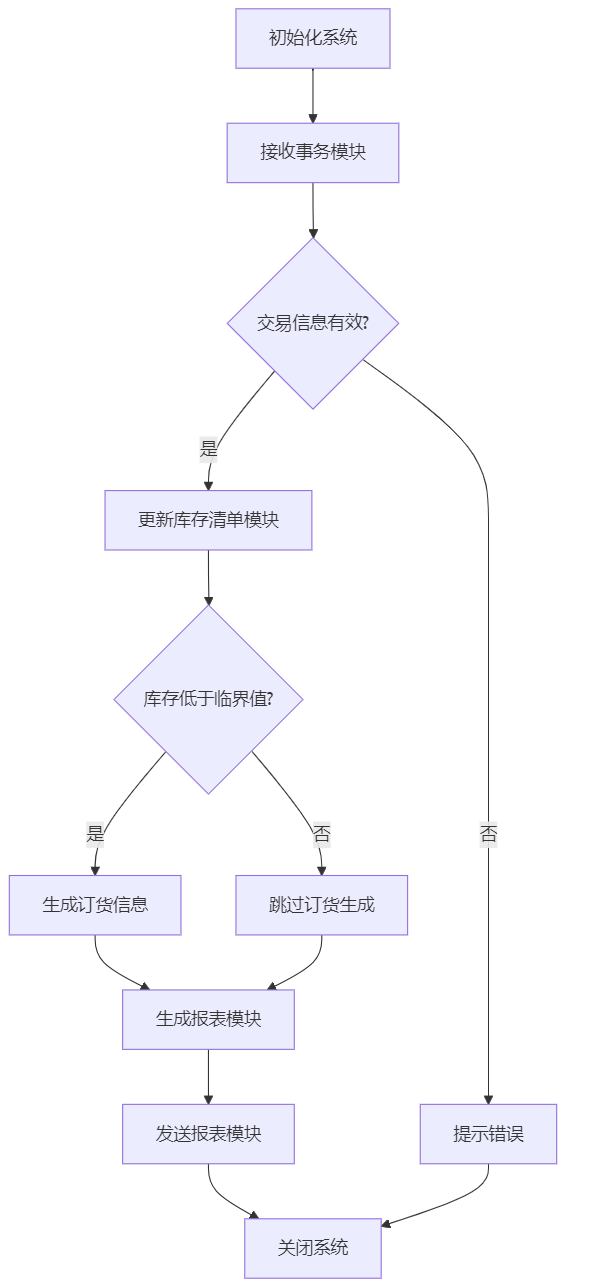 初始化系统
接收事务模块
交易信息有效?
是
更新库存清单模块
库存低于临界值?
是
否
否
生成订货信息
跳过订货生成
生成报表模块
发送报表模块
提示错误
关闭系统